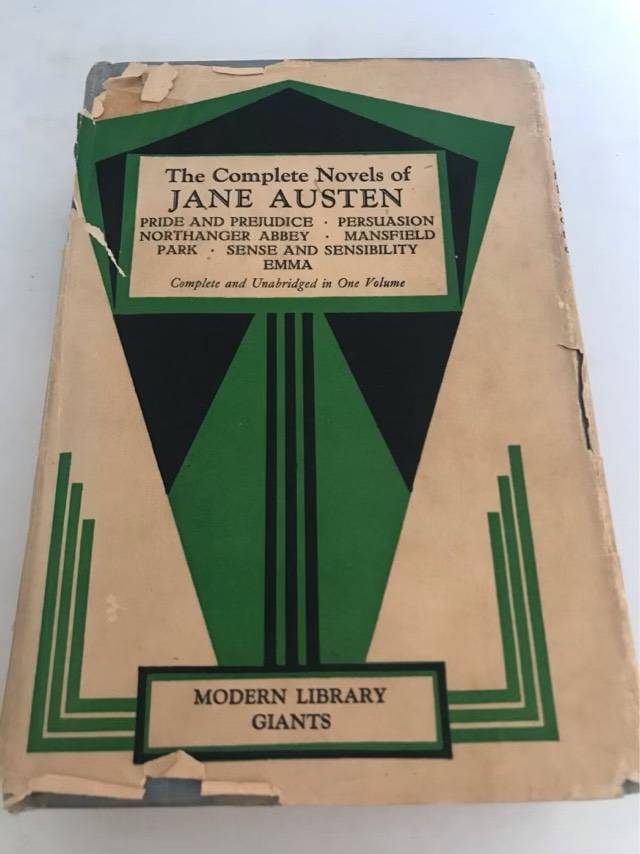 The Complete Novels of
JANE AUSTEN
PRIDE AND PREJUDICE · PERSUASION
NORTHANGER ABBEY · MANSFIELD
PARK · SENSE AND SENSIBILITY
EMMA
Complete and Unabridged in One Volume
MODERN LIBRARY
GIANTS